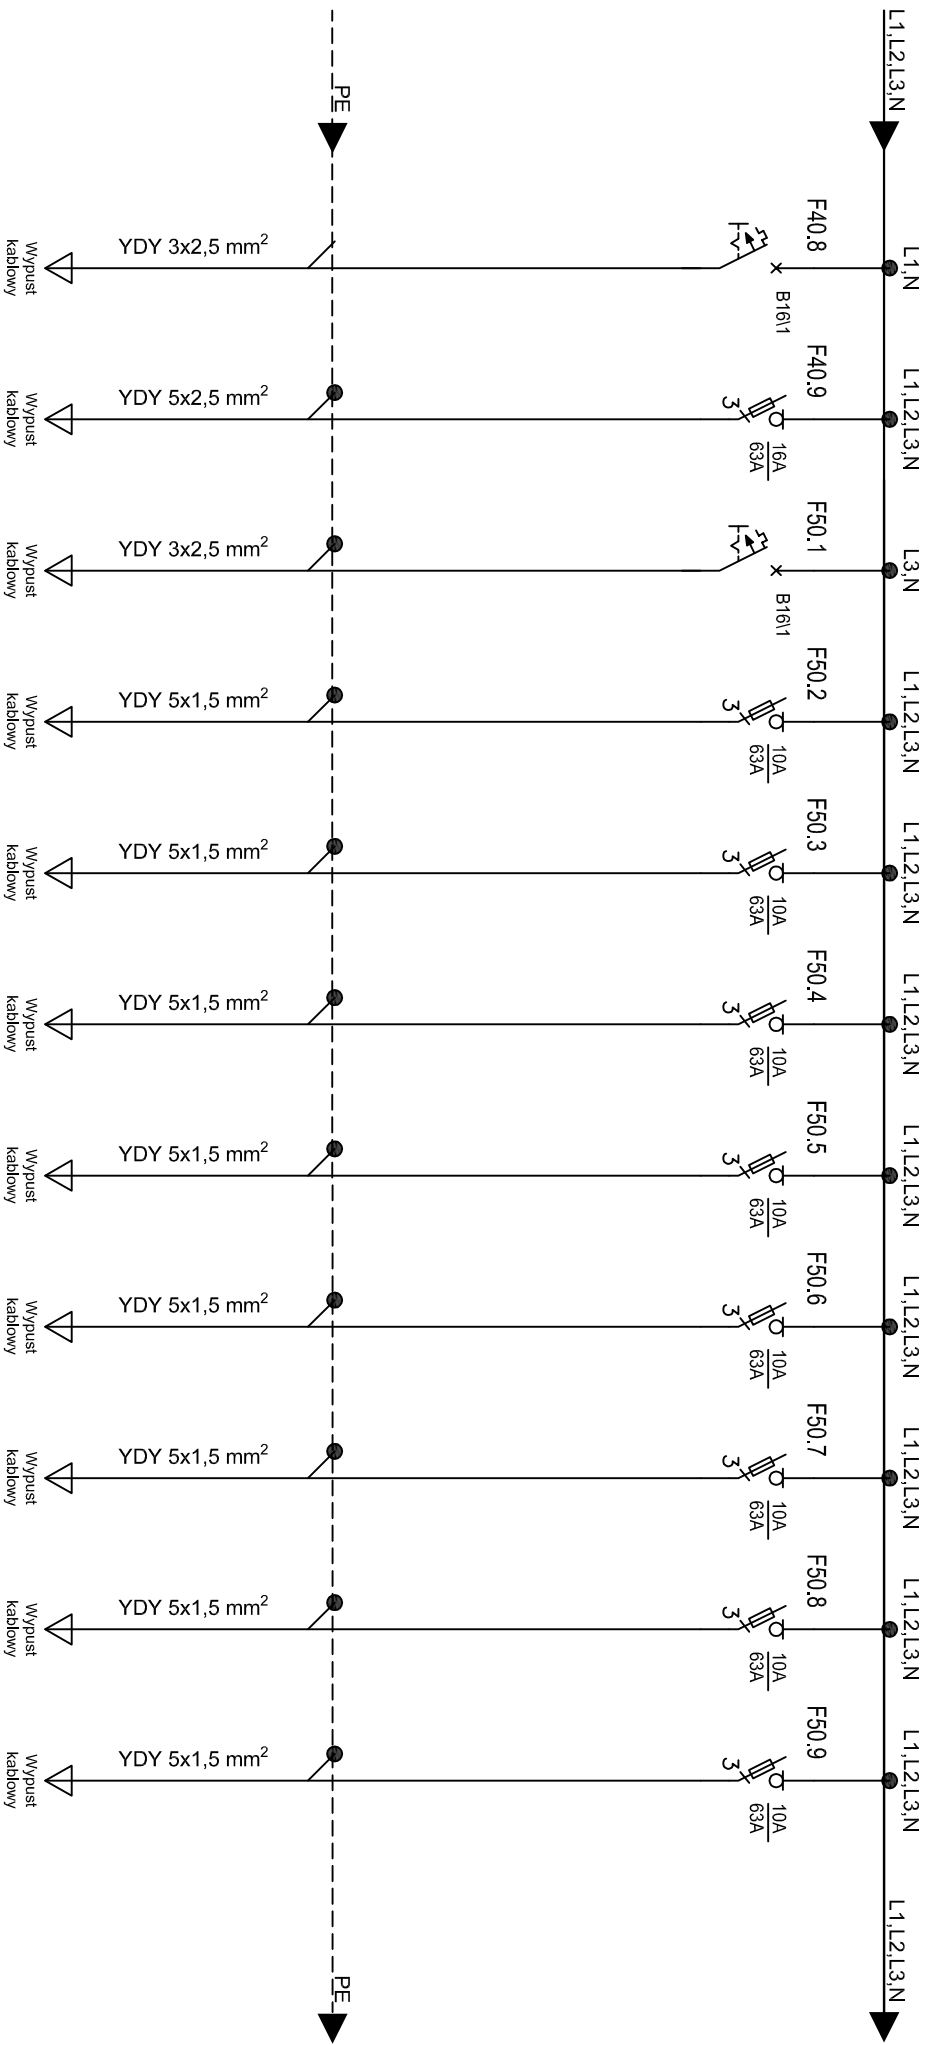 L1,L2,L3,N
PE
L1,N
F40.8
B16\1
YDY 3x2,5 mm²
Wypust
kablowy
L1,L2,L3,N
F40.9
3
16A
63A
YDY 5x2,5 mm²
Wypust
kablowy
L3,N
F50.1
B16\1
YDY 3x2,5 mm²
Wypust
kablowy
L1,L2,L3,N
F50.2
3
10A
63A
YDY 5x1,5 mm²
Wypust
kablowy
L1,L2,L3,N
F50.3
3
10A
63A
YDY 5x1,5 mm²
Wypust
kablowy
L1,L2,L3,N
F50.4
3
10A
63A
YDY 5x1,5 mm²
Wypust
kablowy
L1,L2,L3,N
F50.5
3
10A
63A
YDY 5x1,5 mm²
Wypust
kablowy
L1,L2,L3,N
F50.6
3
10A
63A
YDY 5x1,5 mm²
Wypust
kablowy
L1,L2,L3,N
F50.7
3
10A
63A
YDY 5x1,5 mm²
Wypust
kablowy
L1,L2,L3,N
F50.8
3
10A
63A
YDY 5x1,5 mm²
Wypust
kablowy
L1,L2,L3,N
F50.9
3
10A
63A
YDY 5x1,5 mm²
Wypust
kablowy
L1,L2,L3,N
PE